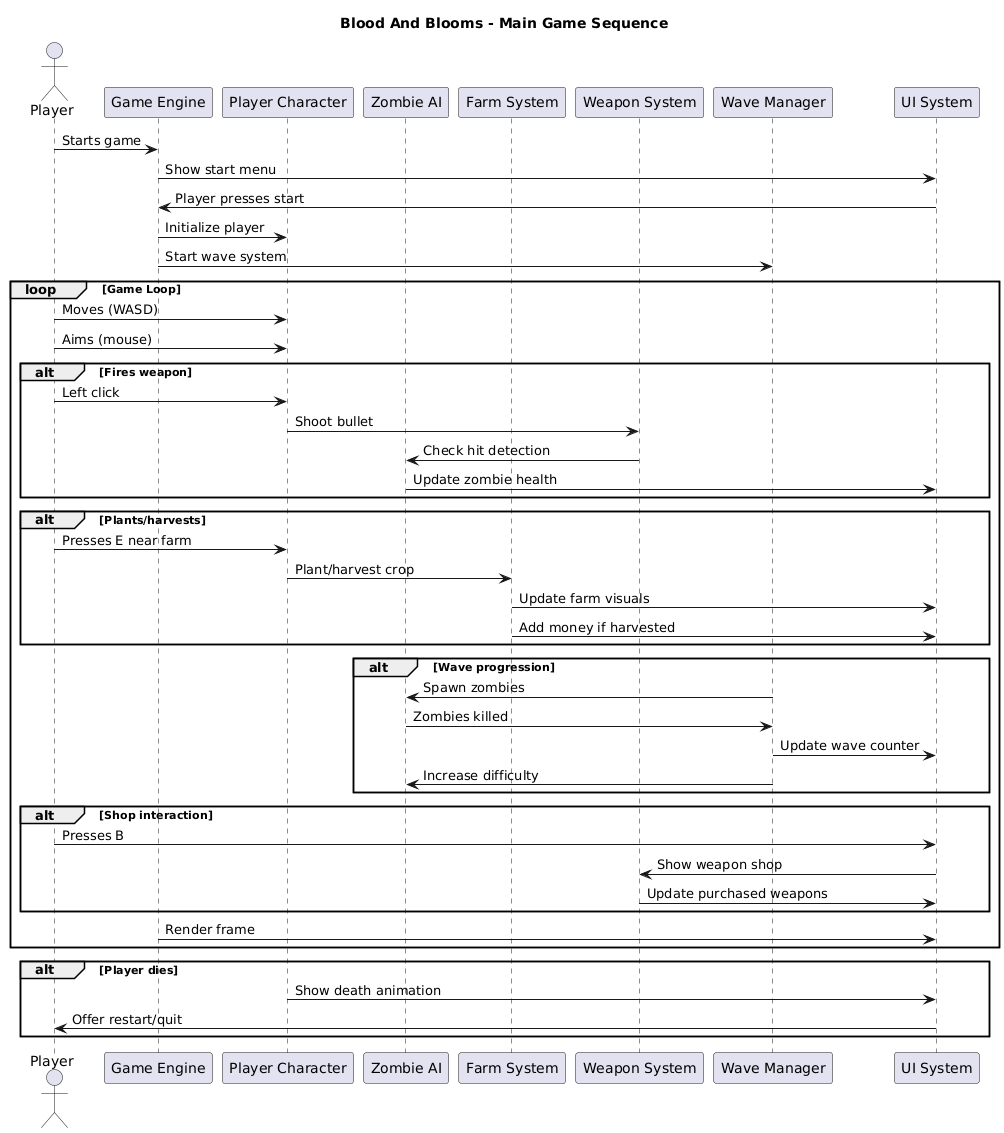 Blood And Blooms - Main Game Sequence
Player
Game Engine
Player Character
Zombie AI
Farm System
Weapon System
Wave Manager
UI System
Starts game
Show start menu
Player presses start
Initialize player
Start wave system
loop [Game Loop]
Moves (WASD)
Aims (mouse)
alt [Fires weapon]
Left click
Shoot bullet
Check hit detection
Update zombie health
alt [Plants/harvests]
Presses E near farm
Plant/harvest crop
Update farm visuals
Add money if harvested
alt [Wave progression]
Spawn zombies
Zombies killed
Update wave counter
Increase difficulty
alt [Shop interaction]
Presses B
Show weapon shop
Update purchased weapons
Render frame
alt [Player dies]
Show death animation
Offer restart/quit
Player
Game Engine
Player Character
Zombie AI
Farm System
Weapon System
Wave Manager
UI System